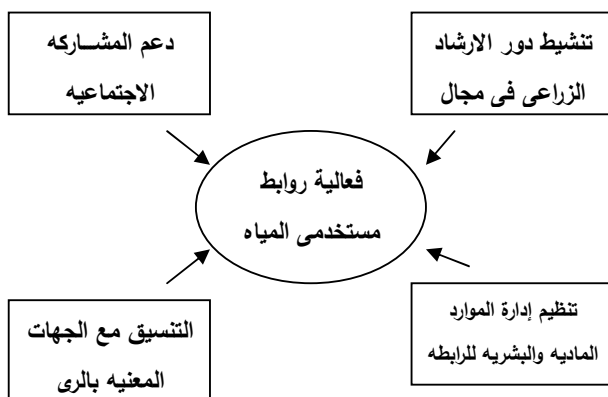 تنشيط دور الارشاد
الزراعى فى مجال
دعم المشــاركه
الاجتماعيه
فعالية روابط
مستخدمى المياه
تنظيم إدارة الموارد
الماديه والبشريه للرابطه
التنسيق مع الجهات
المعنيه بالرى